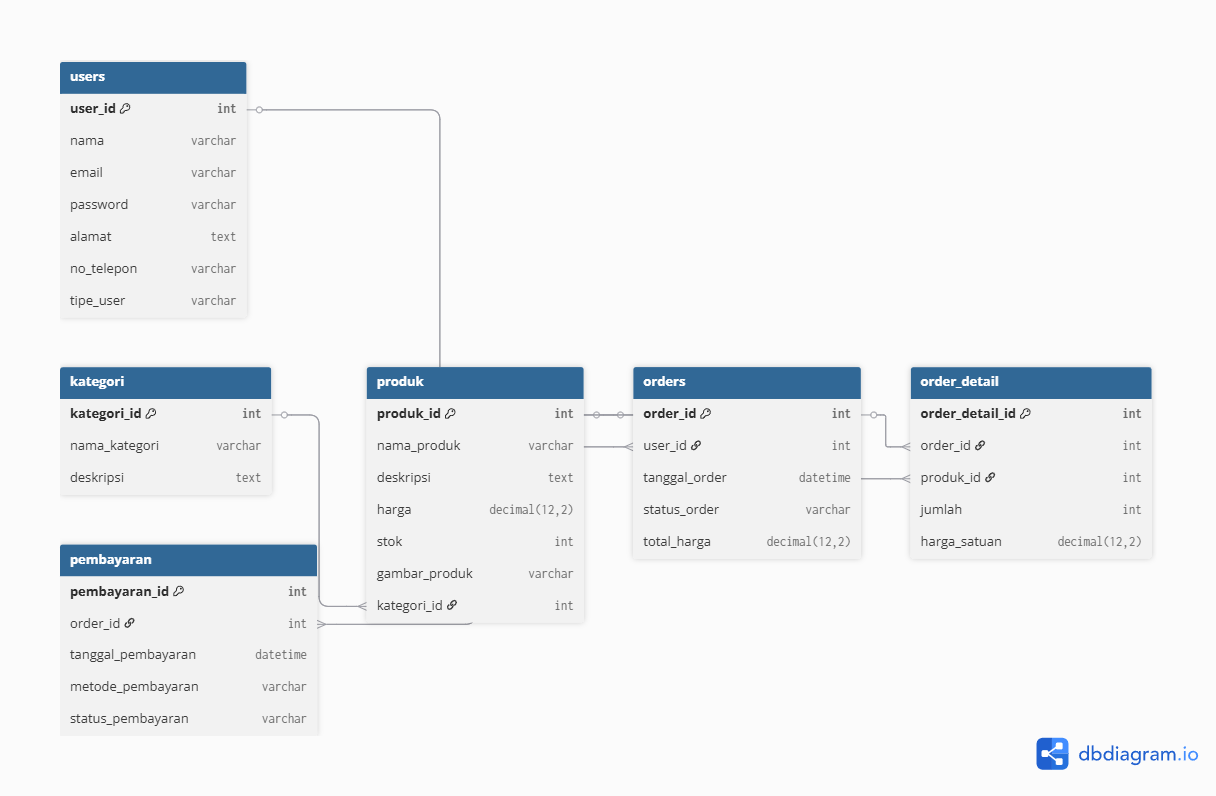 users
user_id int
nama varchar
email varchar
password varchar
alamat text
no_telepon varchar
tipe_user varchar
kategori
kategori_id int
nama_kategori varchar
deskripsi text
pembayaran
pembayaran_id int
order_id int
tanggal_pembayaran datetime
metode_pembayaran varchar
status_pembayaran varchar
produk
produk_id int
nama_produk varchar
deskripsi text
harga decimal(12,2)
stok int
gambar_produk varchar
kategori_id int
orders
order_id int
user_id int
tanggal_order datetime
status_order varchar
total_harga decimal(12,2)
order_detail
order_detail_id int
order_id int
produk_id int
jumlah int
harga_satuan decimal(12,2)
dbdiagram.io